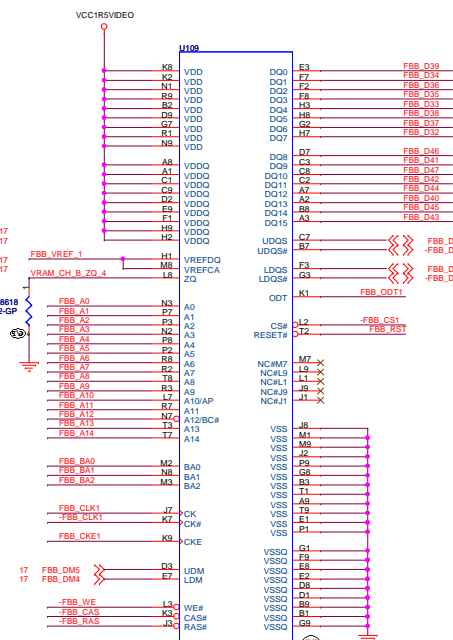 VCC1R5VIDEO
U109
K8 VDD DQ0 E3 FBB_D39
K2 VDD DQ1 F7 FBB_D34
N1 VDD DQ2 F2 FBB_D36
R9 VDD DQ3 F8 FBB_D35
B2 VDD DQ4 H3 FBB_D33
D9 VDD DQ5 H8 FBB_D38
G7 VDD DQ6 G2 FBB_D37
R1 VDD DQ7 H7 FBB_D32
N9 VDD
DQ8 D7 FBB_D46
A8 VDDQ DQ9 C3 FBB_D41
A1 VDDQ DQ10 C8 FBB_D47
C1 VDDQ DQ11 C2 FBB_D42
C9 VDDQ DQ12 A7 FBB_D44
D2 VDDQ DQ13 A2 FBB_D40
E9 VDDQ DQ14 B8 FBB_D45
F1 VDDQ DQ15 A3 FBB_D43
17 H9 VDDQ
H2 VDDQ UDQS C7 FBB_D
UDQS# B7 -FBB_D
17 FBB_VREF_1 H1 VREFDQ
17 M8 VREFCA LDQS F3 FBB_D
VRAM_CH_B_ZQ_4 L8 ZQ LDQS# G3 -FBB_D
1 ODT K1 FBB_ODT1
8618
2-GP
FBB_A0 N3 A0
FBB_A1 P7 A1
FBB_A2 P3 A2 CS# L2 -FBB_CS1
FBB_A3 N2 A3 RESET# T2 FBB_RST
FBB_A4 P8 A4
FBB_A5 P2 A5
FBB_A6 R8 A6 NC#M7 M7
FBB_A7 R2 A7 NC#L9 L9
FBB_A8 T8 A8 NC#L1 L1
FBB_A9 R3 A9 NC#J9 J9
FBB_A10 L7 A10/AP NC#J1 J1
FBB_A11 R7 A11
FBB_A12 N7 A12/BC#
FBB_A13 T3 A13 VSS J8
FBB_A14 T7 A14 VSS M1
VSS M9
VSS J2
FBB_BA0 M2 BA0 VSS P9
FBB_BA1 N8 BA1 VSS G8
FBB_BA2 M3 BA2 VSS B3
VSS T1
VSS A9
FBB_CLK1 J7 CK VSS T9
-FBB_CLK1 K7 CK# VSS E1
VSS P1
FBB_CKE1 K9 CKE
VSSQ G1
VSSQ F9
17 FBB_DM5 D3 UDM VSSQ E8
17 FBB_DM4 E7 LDM VSSQ E2
VSSQ D8
VSSQ D1
-FBB_WE L3 WE# VSSQ B9
-FBB_CAS K3 CAS# VSSQ B1
-FBB_RAS J3 RAS# VSSQ G9